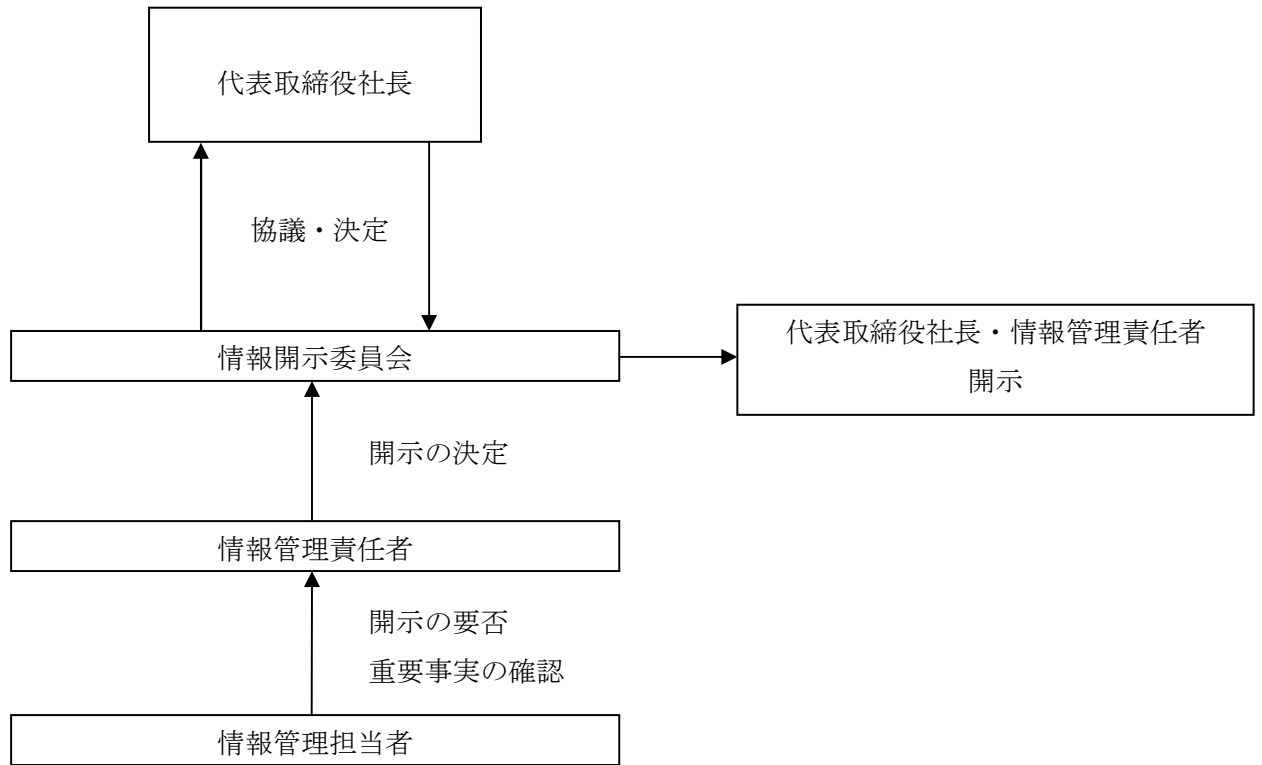 代表取締役社長
協議・決定
情報開示委員会
代表取締役社長・情報管理責任者
開示
開示の決定
情報管理責任者
開示の要否
重要事実の確認
情報管理担当者